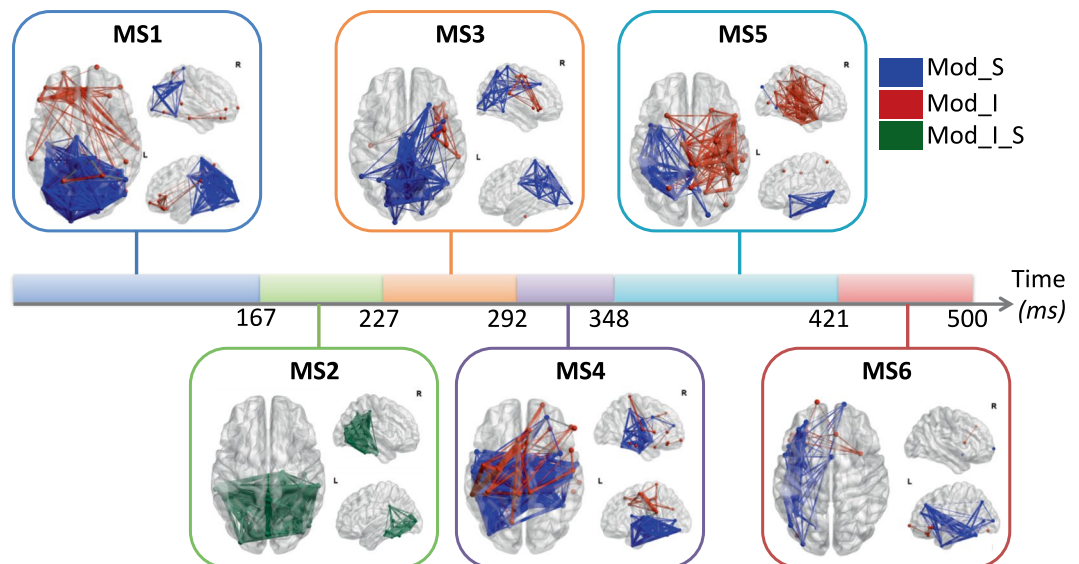 MS1
R
L
MS3
R
L
MS5
R
L
Mod_S
Mod_I
Mod_I_S
Time
(ms)
167
227
292
348
421
500
MS2
R
L
MS4
R
L
MS6
R
L